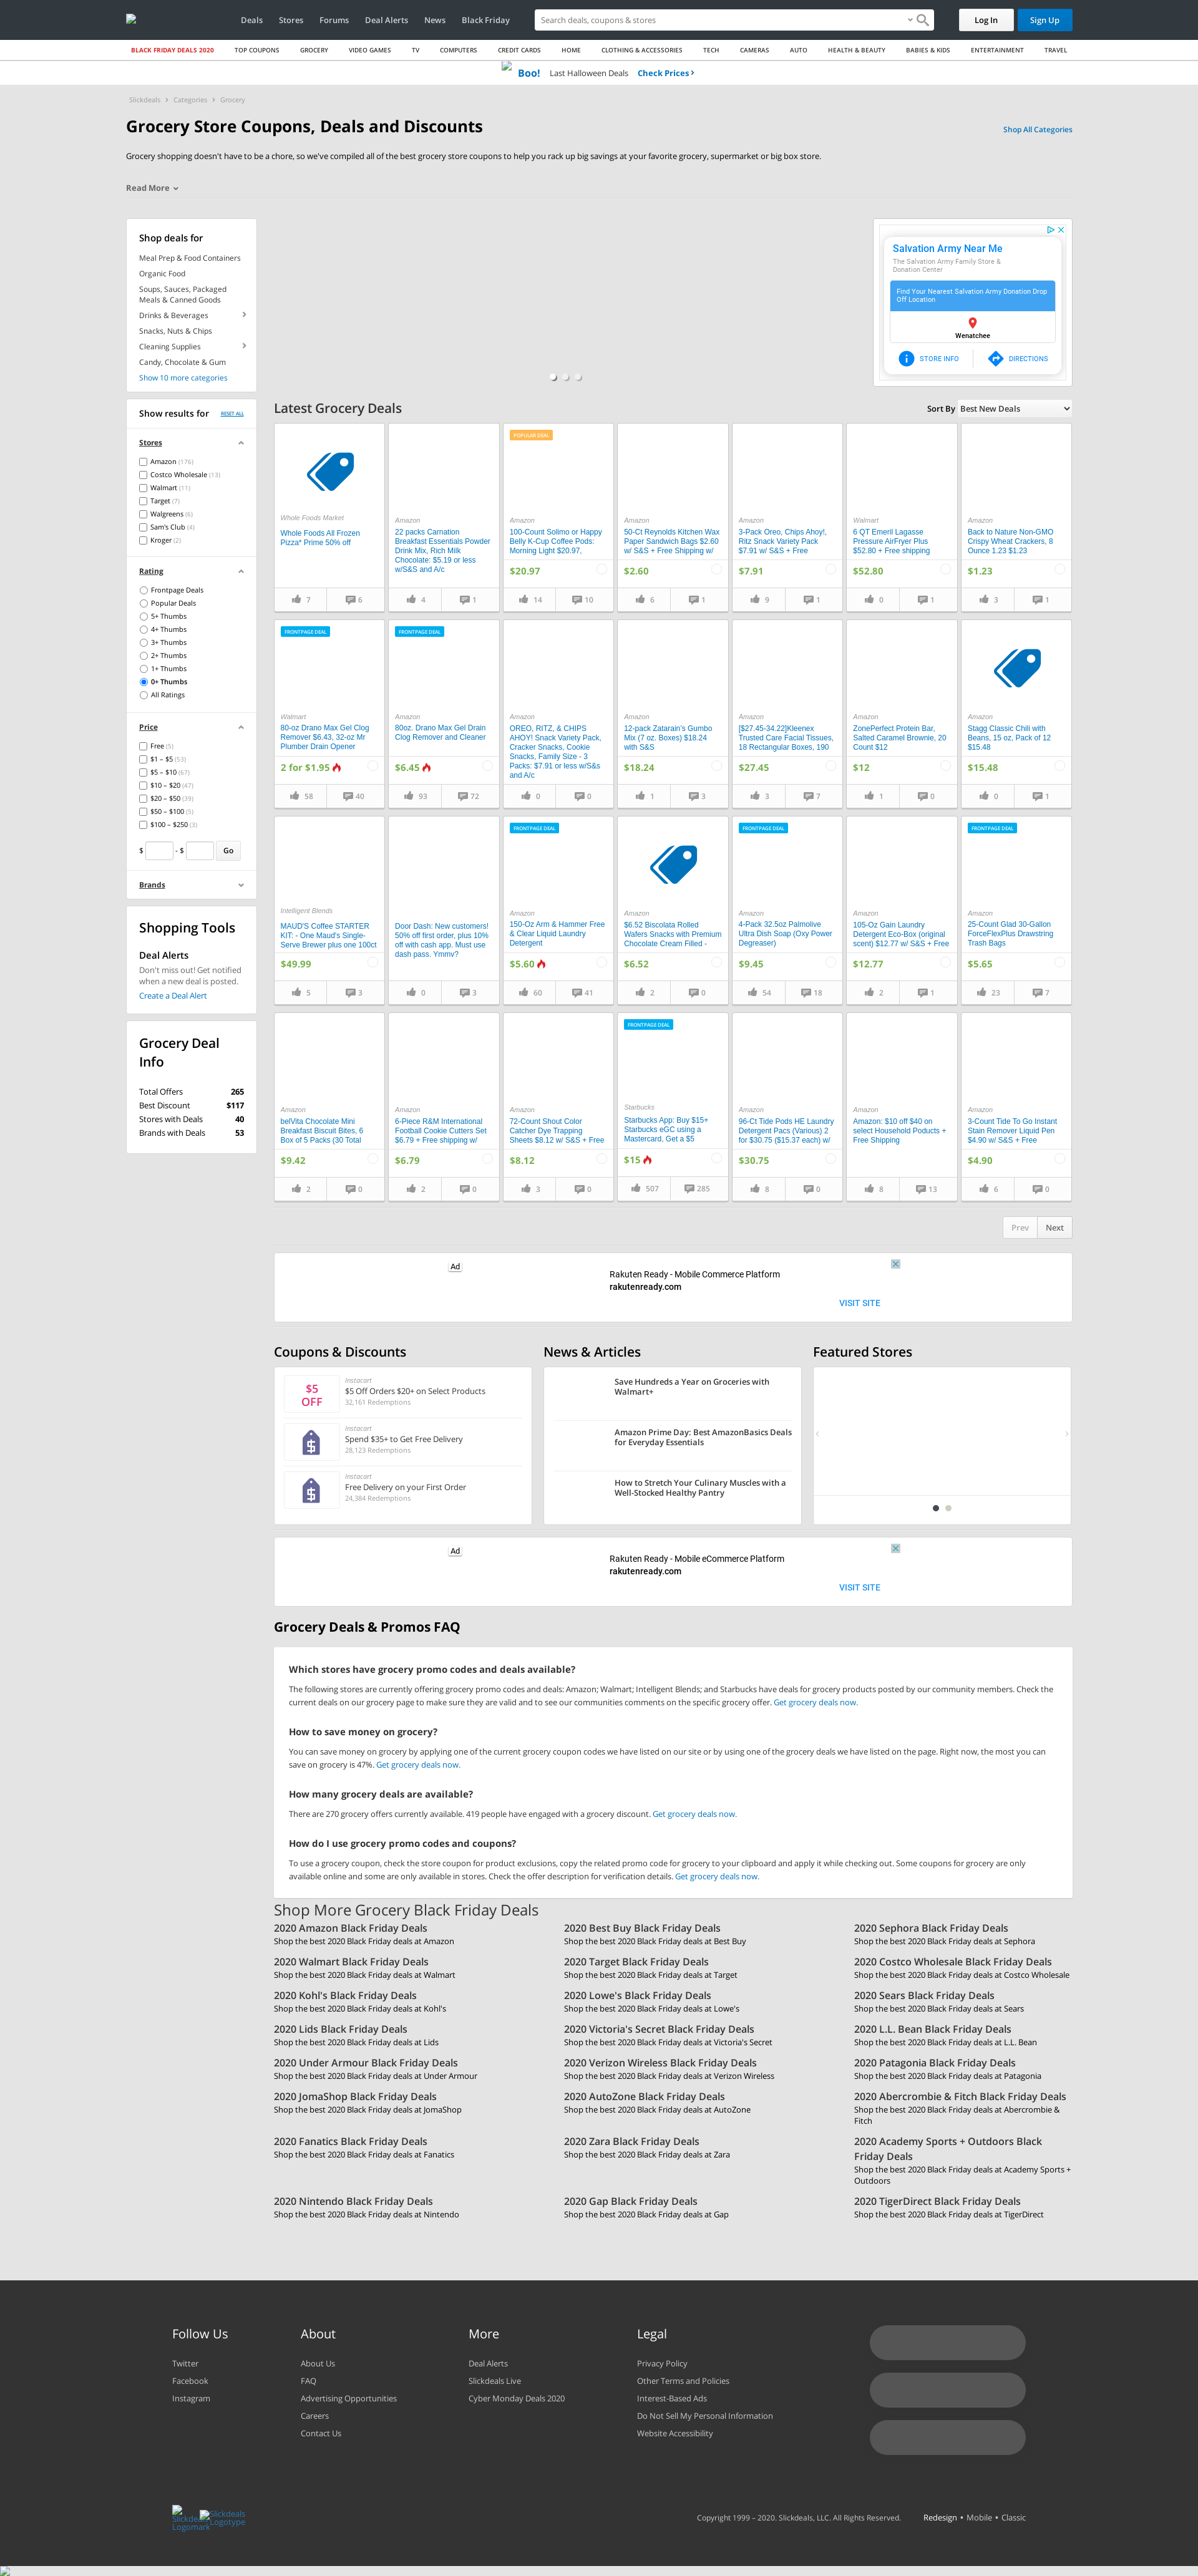 Deals Stores Forums Deal Alerts News Black Friday Search deals, coupons & stores Log In Sign Up
BLACK FRIDAY DEALS 2020 TOP COUPONS GROCERY VIDEO GAMES TV COMPUTERS CREDIT CARDS HOME CLOTHING & ACCESSORIES TECH CAMERAS AUTO HEALTH & BEAUTY BABIES & KIDS ENTERTAINMENT TRAVEL
Boo! Last Halloween Deals Check Prices
Slickdeals Categories Grocery
Grocery Store Coupons, Deals and Discounts
Shop All Categories
Grocery shopping doesn't have to be a chore, so we've compiled all of the best grocery store coupons to help you rack up big savings at your favorite grocery, supermarket or big box store.
Read More
Shop deals for
Meal Prep & Food Containers
Organic Food
Soups, Sauces, Packaged
Meals & Canned Goods
Drinks & Beverages
Snacks, Nuts & Chips
Cleaning Supplies
Candy, Chocolate & Gum
Show 10 more categories
Salvation Army Near Me
The Salvation Army Family Store &
Donation Center
Find Your Nearest Salvation Army Donation Drop
Off Location
Wenatchee
STORE INFO DIRECTIONS
Show results for RESET ALL
Stores
Amazon (176)
Costco Wholesale (13)
Walmart (11)
Target (7)
Walgreens (6)
Sam's Club (4)
Kroger (2)
Rating
Frontpage Deals
Popular Deals
5+ Thumbs
4+ Thumbs
3+ Thumbs
2+ Thumbs
1+ Thumbs
0+ Thumbs
All Ratings
Price
Free (5)
$1 – $5 (53)
$5 – $10 (67)
$10 – $20 (47)
$20 – $50 (39)
$50 – $100 (5)
$100 – $250 (3)
$ - $ Go
Brands
Shopping Tools
Deal Alerts
Don't miss out! Get notified
when a new deal is posted.
Create a Deal Alert
Grocery Deal
Info
Total Offers 265
Best Discount $117
Stores with Deals 40
Brands with Deals 53
Latest Grocery Deals
Sort By Best New Deals
Whole Foods Market
Whole Foods All Frozen
Pizza* Prime 50% off
7 6
Amazon
22 packs Carnation
Breakfast Essentials Powder
Drink Mix, Rich Milk
Chocolate: $5.19 or less
w/S&S and A/c
4 1
POPULAR DEAL
Amazon
100-Count Solimo or Happy
Belly K-Cup Coffee Pods:
Morning Light $20.97,
$20.97
14 10
Amazon
50-Ct Reynolds Kitchen Wax
Paper Sandwich Bags $2.60
w/ S&S + Free Shipping w/
$2.60
6 1
Amazon
3-Pack Oreo, Chips Ahoy!,
Ritz Snack Variety Pack
$7.91 w/ S&S + Free
$7.91
9 1
Walmart
6 QT Emeril Lagasse
Pressure AirFryer Plus
$52.80 + Free shipping
$52.80
0 1
Amazon
Back to Nature Non-GMO
Crispy Wheat Crackers, 8
Ounce 1.23 $1.23
$1.23
3 1
FRONTPAGE DEAL
Walmart
80-oz Drano Max Gel Clog
Remover $6.43, 32-oz Mr
Plumber Drain Opener
2 for $1.95
58 40
FRONTPAGE DEAL
Amazon
80oz. Drano Max Gel Drain
Clog Remover and Cleaner
$6.45
93 72
Amazon
OREO, RITZ, & CHIPS
AHOY! Snack Variety Pack,
Cracker Snacks, Cookie
Snacks, Family Size - 3
Packs: $7.91 or less w/S&s
and A/c
0 0
Amazon
12-pack Zatarain's Gumbo
Mix (7 oz. Boxes) $18.24
with S&S
$18.24
1 3
Amazon
[$27.45-34.22]Kleenex
Trusted Care Facial Tissues,
18 Rectangular Boxes, 190
$27.45
3 7
Amazon
ZonePerfect Protein Bar,
Salted Caramel Brownie, 20
Count $12
$12
1 0
Amazon
Stagg Classic Chili with
Beans, 15 oz, Pack of 12
$15.48
$15.48
0 1
Intelligent Blends
MAUD'S Coffee STARTER
KIT: - One Maud's Single-
Serve Brewer plus one 100ct
$49.99
5 3
Door Dash: New customers!
50% off first order, plus 10%
off with cash app. Must use
dash pass. Ymmv?
0 3
FRONTPAGE DEAL
Amazon
150-Oz Arm & Hammer Free
& Clear Liquid Laundry
Detergent
$5.60
60 41
Amazon
$6.52 Biscolata Rolled
Wafers Snacks with Premium
Chocolate Cream Filled -
$6.52
2 0
FRONTPAGE DEAL
Amazon
4-Pack 32.5oz Palmolive
Ultra Dish Soap (Oxy Power
Degreaser)
$9.45
54 18
Amazon
105-Oz Gain Laundry
Detergent Eco-Box (original
scent) $12.77 w/ S&S + Free
$12.77
2 1
FRONTPAGE DEAL
Amazon
25-Count Glad 30-Gallon
ForceFlexPlus Drawstring
Trash Bags
$5.65
23 7
Amazon
belVita Chocolate Mini
Breakfast Biscuit Bites, 6
Box of 5 Packs (30 Total
$9.42
2 0
Amazon
6-Piece R&M International
Football Cookie Cutters Set
$6.79 + Free shipping w/
$6.79
2 0
Amazon
72-Count Shout Color
Catcher Dye Trapping
Sheets $8.12 w/ S&S + Free
$8.12
3 0
FRONTPAGE DEAL
Starbucks
Starbucks App: Buy $15+
Starbucks eGC using a
Mastercard, Get a $5
$15
507 285
Amazon
96-Ct Tide Pods HE Laundry
Detergent Pacs (Various) 2
for $30.75 ($15.37 each) w/
$30.75
8 0
Amazon
Amazon: $10 off $40 on
select Household Poducts +
Free Shipping
8 13
Amazon
3-Count Tide To Go Instant
Stain Remover Liquid Pen
$4.90 w/ S&S + Free
$4.90
6 0
Prev Next
Ad
Rakuten Ready - Mobile Commerce Platform
rakutenready.com
VISIT SITE
Coupons & Discounts
$5
OFF
Instacart
$5 Off Orders $20+ on Select Products
32,161 Redemptions
Instacart
Spend $35+ to Get Free Delivery
28,123 Redemptions
Instacart
Free Delivery on your First Order
24,384 Redemptions
News & Articles
Save Hundreds a Year on Groceries with
Walmart+
Amazon Prime Day: Best AmazonBasics Deals
for Everyday Essentials
How to Stretch Your Culinary Muscles with a
Well-Stocked Healthy Pantry
Featured Stores
Ad
Rakuten Ready - Mobile eCommerce Platform
rakutenready.com
VISIT SITE
Grocery Deals & Promos FAQ
Which stores have grocery promo codes and deals available?
The following stores are currently offering grocery promo codes and deals: Amazon; Walmart; Intelligent Blends; and Starbucks have deals for grocery products posted by our community members. Check the
current deals on our grocery page to make sure they are valid and to see our communities comments on the specific grocery offer. Get grocery deals now.
How to save money on grocery?
You can save money on grocery by applying one of the current grocery coupon codes we have listed on our site or by using one of the grocery deals we have listed on the page. Right now, the most you can
save on grocery is 47%. Get grocery deals now.
How many grocery deals are available?
There are 270 grocery offers currently available. 419 people have engaged with a grocery discount. Get grocery deals now.
How do I use grocery promo codes and coupons?
To use a grocery coupon, check the store coupon for product exclusions, copy the related promo code for grocery to your clipboard and apply it while checking out. Some coupons for grocery are only
available online and some are only available in stores. Check the offer description for verification details. Get grocery deals now.
Shop More Grocery Black Friday Deals
2020 Amazon Black Friday Deals
Shop the best 2020 Black Friday deals at Amazon
2020 Best Buy Black Friday Deals
Shop the best 2020 Black Friday deals at Best Buy
2020 Sephora Black Friday Deals
Shop the best 2020 Black Friday deals at Sephora
2020 Walmart Black Friday Deals
Shop the best 2020 Black Friday deals at Walmart
2020 Target Black Friday Deals
Shop the best 2020 Black Friday deals at Target
2020 Costco Wholesale Black Friday Deals
Shop the best 2020 Black Friday deals at Costco Wholesale
2020 Kohl's Black Friday Deals
Shop the best 2020 Black Friday deals at Kohl's
2020 Lowe's Black Friday Deals
Shop the best 2020 Black Friday deals at Lowe's
2020 Sears Black Friday Deals
Shop the best 2020 Black Friday deals at Sears
2020 Lids Black Friday Deals
Shop the best 2020 Black Friday deals at Lids
2020 Victoria's Secret Black Friday Deals
Shop the best 2020 Black Friday deals at Victoria's Secret
2020 L.L. Bean Black Friday Deals
Shop the best 2020 Black Friday deals at L.L. Bean
2020 Under Armour Black Friday Deals
Shop the best 2020 Black Friday deals at Under Armour
2020 Verizon Wireless Black Friday Deals
Shop the best 2020 Black Friday deals at Verizon Wireless
2020 Patagonia Black Friday Deals
Shop the best 2020 Black Friday deals at Patagonia
2020 JomaShop Black Friday Deals
Shop the best 2020 Black Friday deals at JomaShop
2020 AutoZone Black Friday Deals
Shop the best 2020 Black Friday deals at AutoZone
2020 Abercrombie & Fitch Black Friday Deals
Shop the best 2020 Black Friday deals at Abercrombie &
Fitch
2020 Fanatics Black Friday Deals
Shop the best 2020 Black Friday deals at Fanatics
2020 Zara Black Friday Deals
Shop the best 2020 Black Friday deals at Zara
2020 Academy Sports + Outdoors Black
Friday Deals
Shop the best 2020 Black Friday deals at Academy Sports +
Outdoors
2020 Nintendo Black Friday Deals
Shop the best 2020 Black Friday deals at Nintendo
2020 Gap Black Friday Deals
Shop the best 2020 Black Friday deals at Gap
2020 TigerDirect Black Friday Deals
Shop the best 2020 Black Friday deals at TigerDirect
Follow Us
Twitter
Facebook
Instagram
About
About Us
FAQ
Advertising Opportunities
Careers
Contact Us
More
Deal Alerts
Slickdeals Live
Cyber Monday Deals 2020
Legal
Privacy Policy
Other Terms and Policies
Interest-Based Ads
Do Not Sell My Personal Information
Website Accessibility
Slickdeals
Logotype
Logomark
Copyright 1999 – 2020. Slickdeals, LLC. All Rights Reserved. Redesign • Mobile • Classic